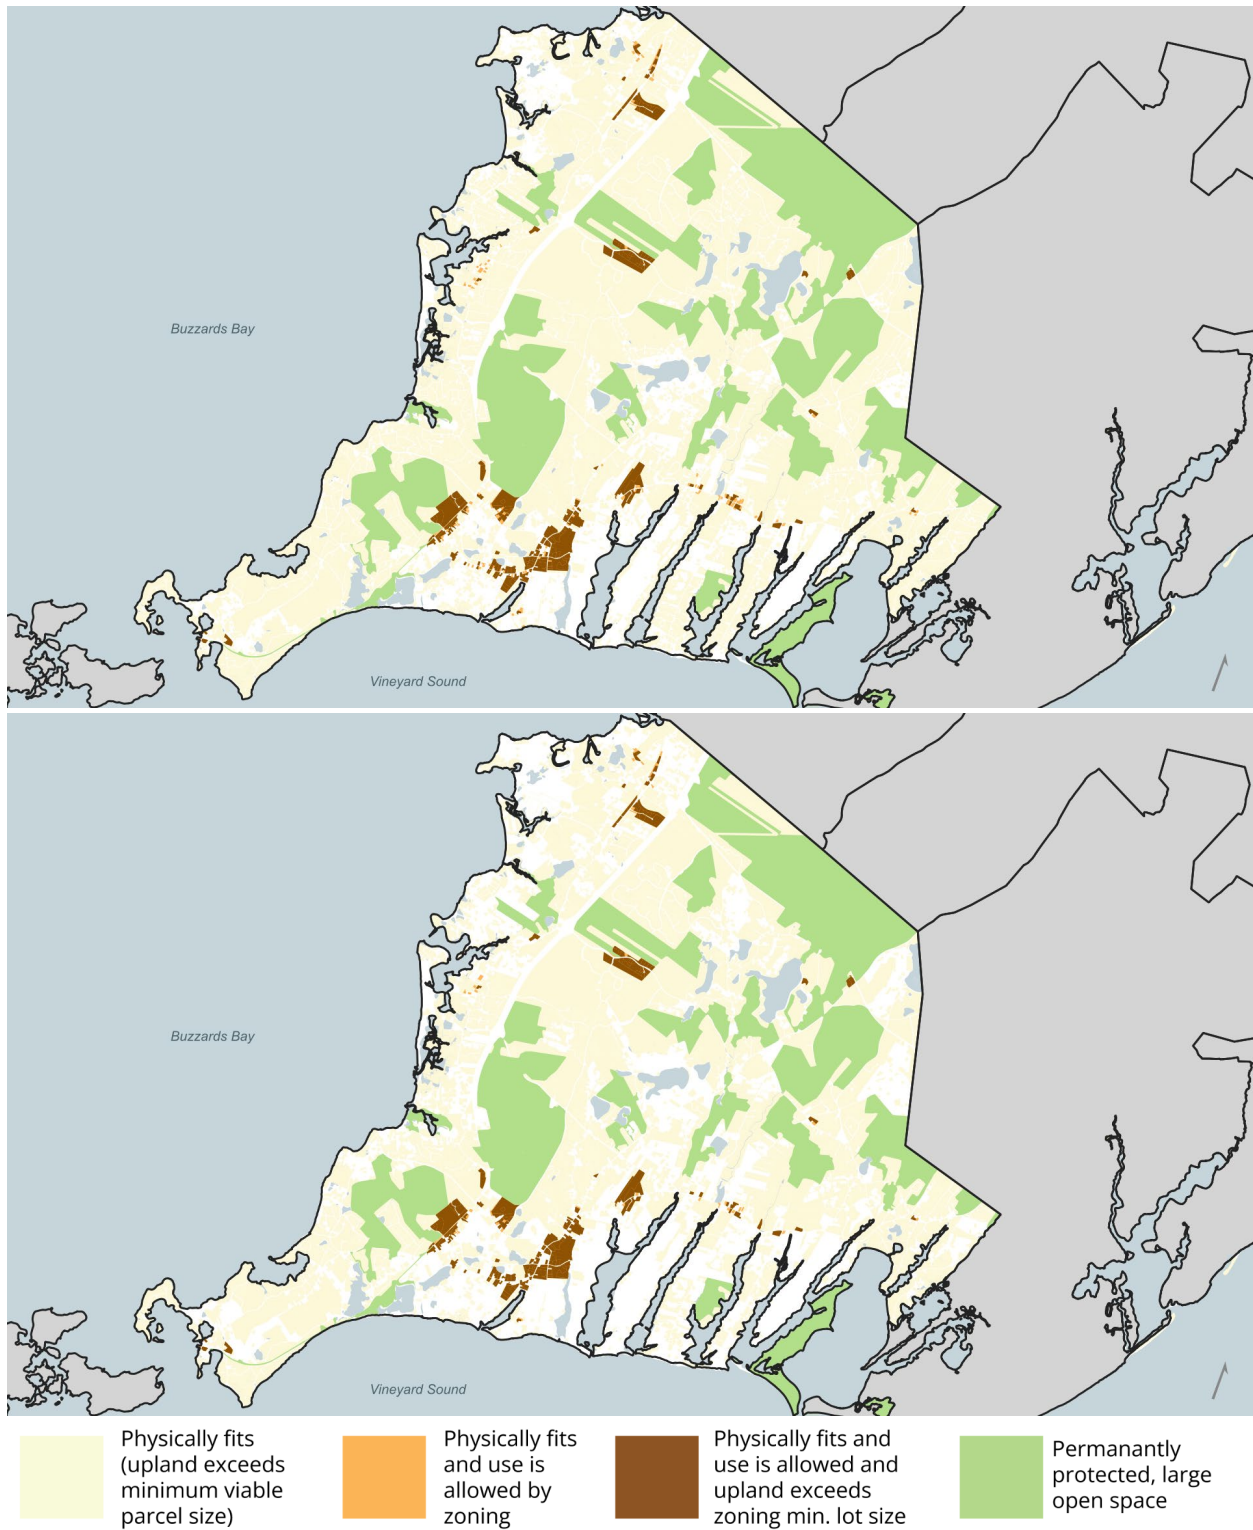 Buzzards Bay
Vineyard Sound
Buzzards Bay
Vineyard Sound
Physically fits
(upland exceeds
minimum viable
parcel size)
Physically fits
and use is
allowed by
zoning
Physically fits and
use is allowed and
upland exceeds
zoning min. lot size
Permanantly
protected, large
open space